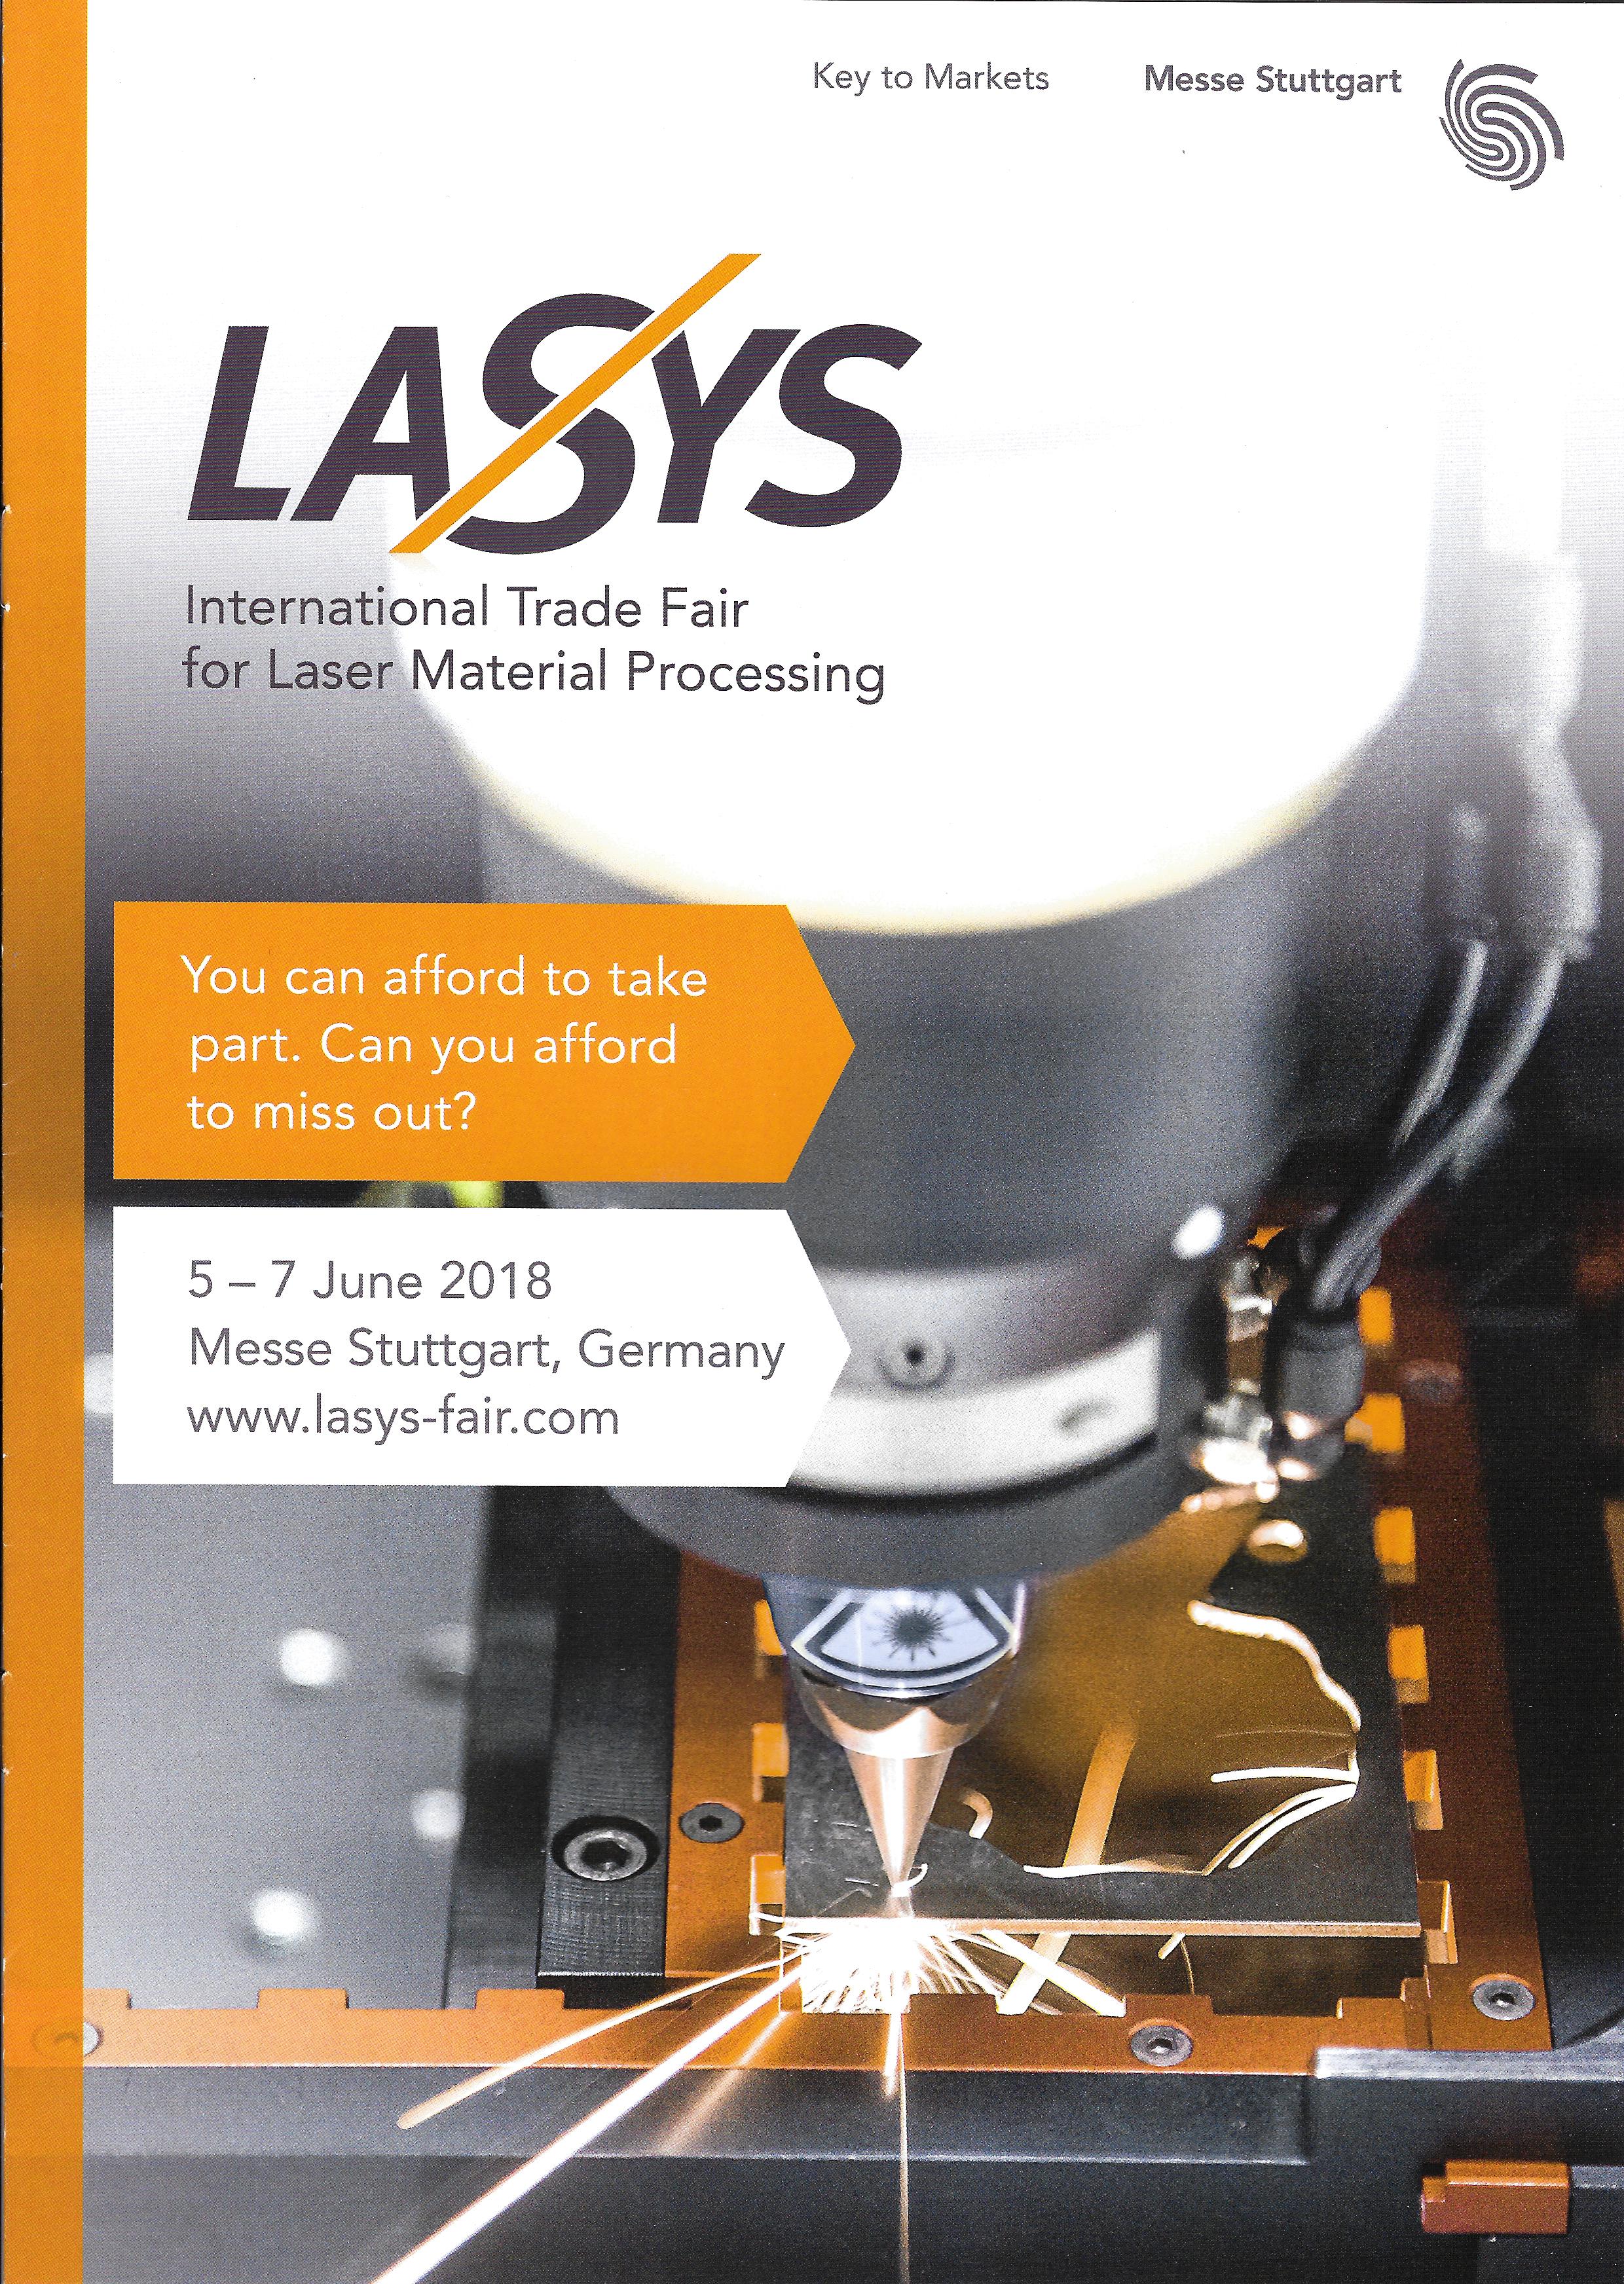 Key to Markets
Messe Stuttgart
LASYS
International Trade Fair
for Laser Material Processing
You can afford to take
part. Can you afford
to miss out?
5 – 7 June 2018
Messe Stuttgart, Germany
www.lasys-fair.com